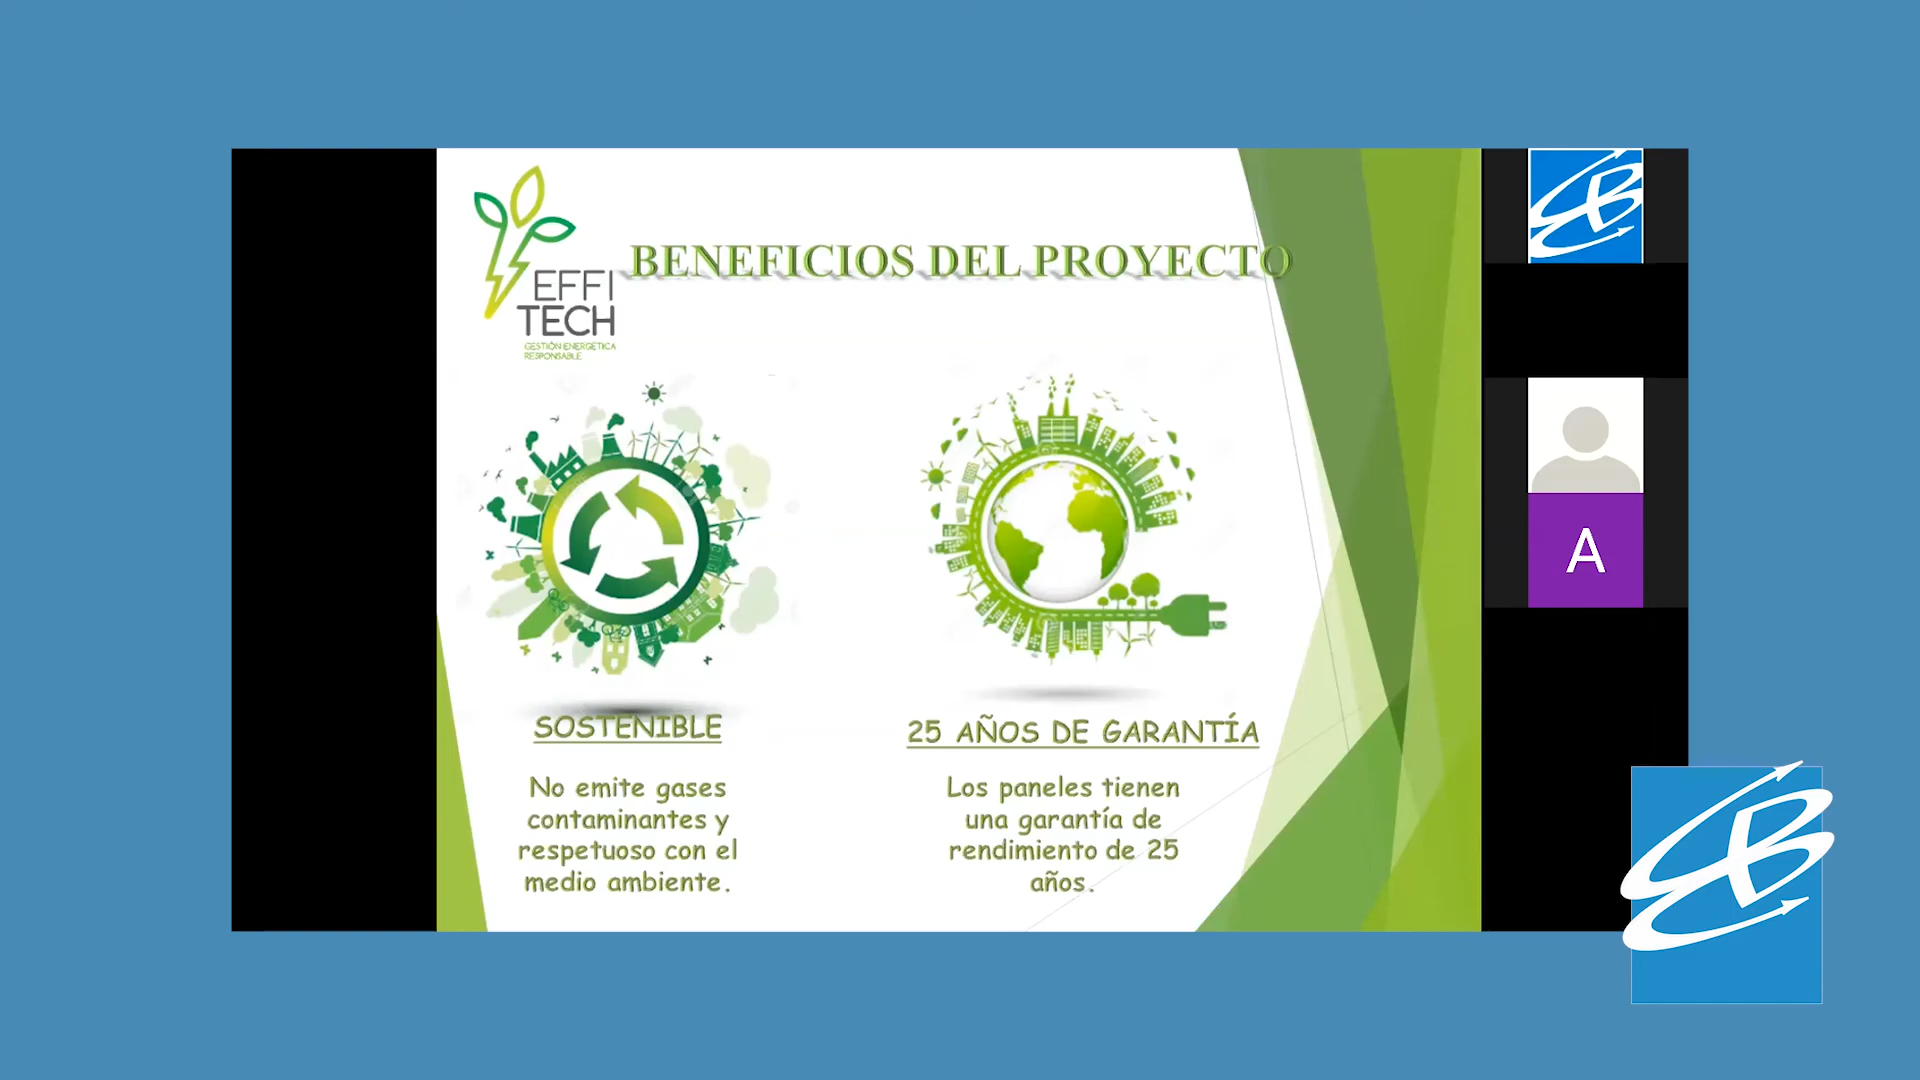 EFFI
TECH
GESTIÓN ENERGÉTICA
RESPONSABLE
BENEFICIOS DEL PROYECTO
SOSTENIBLE
No emite gases
contaminantes y
respetuoso con el
medio ambiente.
25 AÑOS DE GARANTÍA
Los paneles tienen
una garantía de
rendimiento de 25
años.
A